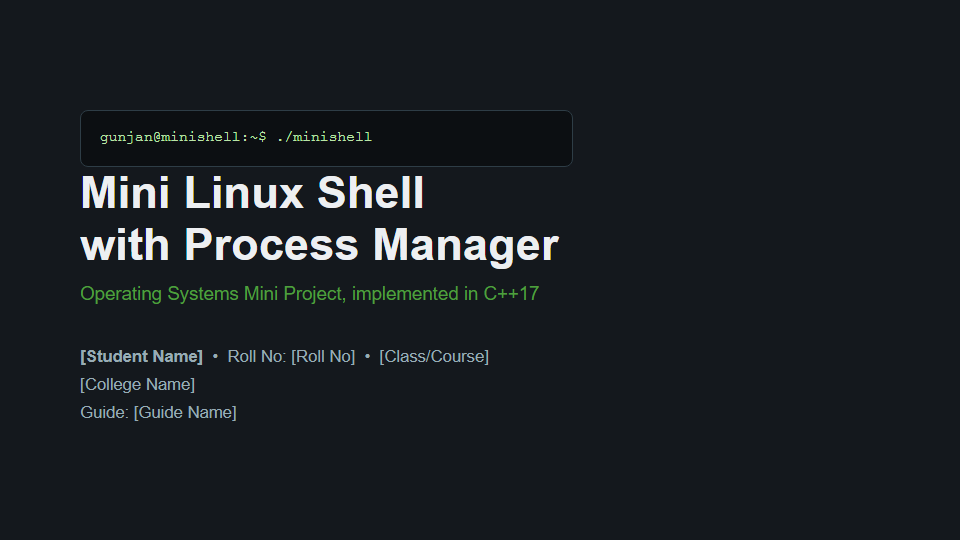 gunjan@minishell:~$ ./minishell
Mini Linux Shell
with Process Manager
Operating Systems Mini Project, implemented in C++17
[Student Name] • Roll No: [Roll No] • [Class/Course]
[College Name]
Guide: [Guide Name]